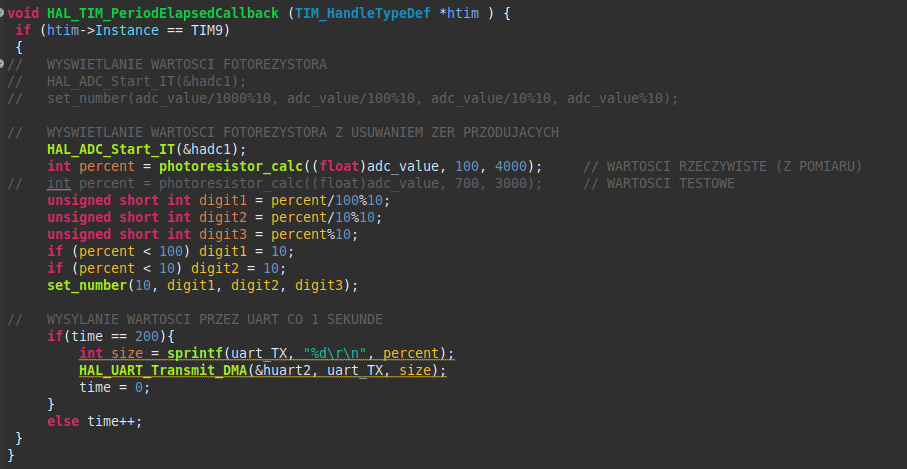 void HAL_TIM_PeriodElapsedCallback (TIM_HandleTypeDef *htim ) {
if (htim->Instance == TIM9)
{
// WYSWIETLANIE WARTOSCI FOTOREZYSTORA
// HAL_ADC_Start_IT(&hadc1);
// set_number(adc_value/1000%10, adc_value/100%10, adc_value/10%10, adc_value%10);
// WYSWIETLANIE WARTOSCI FOTOREZYSTORA Z USUWANIEM ZER PRZODUJACYCH
HAL_ADC_Start_IT(&hadc1);
int percent = photoresistor_calc((float)adc_value, 100, 4000); // WARTOSCI RZECZYWISTE (Z POMIARU)
// int percent = photoresistor_calc((float)adc_value, 700, 3000); // WARTOSCI TESTOWE
unsigned short int digit1 = percent/100%10;
unsigned short int digit2 = percent/10%10;
unsigned short int digit3 = percent%10;
if (percent < 100) digit1 = 10;
if (percent < 10) digit2 = 10;
set_number(10, digit1, digit2, digit3);
// WYSYLANIE WARTOSCI PRZEZ UART CO 1 SEKUNDE
if(time == 200){
int size = sprintf(uart_TX, "%d\r\n", percent);
HAL_UART_Transmit_DMA(&huart2, uart_TX, size);
time = 0;
}
else time++;
}
}